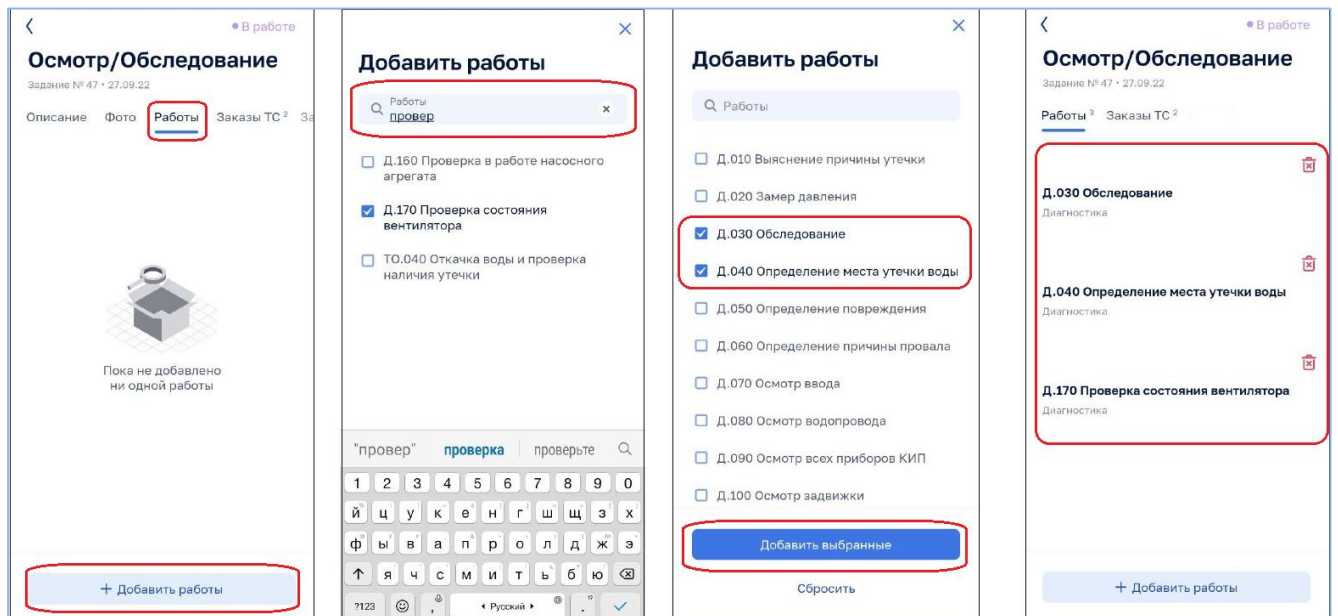 В работе
Осмотр/Обследование
Задание № 47 • 27.09.22
Описание Фото Работы Заказы ТС 2 За
Пока не добавлено
ни одной работы
+ Добавить работы
Добавить работы
Работы
провер
Д.160 Проверка в работе насосного
агрегата
Д.170 Проверка состояния
вентилятора
ТО.040 Откачка воды и проверка
наличия утечки
"провер" проверка проверьте
1 2 3 4 5 6 7 8 9 0
й ц у к е н г ш щ з х
ф ы в а п р о л д ж э
я ч с м и т ь б ю
?123 , Русский .
Добавить работы
Работы
Д.010 Выяснение причины утечки
Д.020 Замер давления
Д.030 Обследование
Д.040 Определение места утечки воды
Д.050 Определение повреждения
Д.060 Определение причины провала
Д.070 Осмотр ввода
Д.080 Осмотр водопровода
Д.090 Осмотр всех приборов КИП
Д.100 Осмотр задвижки
Добавить выбранные
Сбросить
В работе
Осмотр/Обследование
Задание № 47 • 27.09.22
Работы 3 Заказы ТС 2
Д.030 Обследование
Диагностика
Д.040 Определение места утечки воды
Диагностика
Д.170 Проверка состояния вентилятора
Диагностика
+ Добавить работы